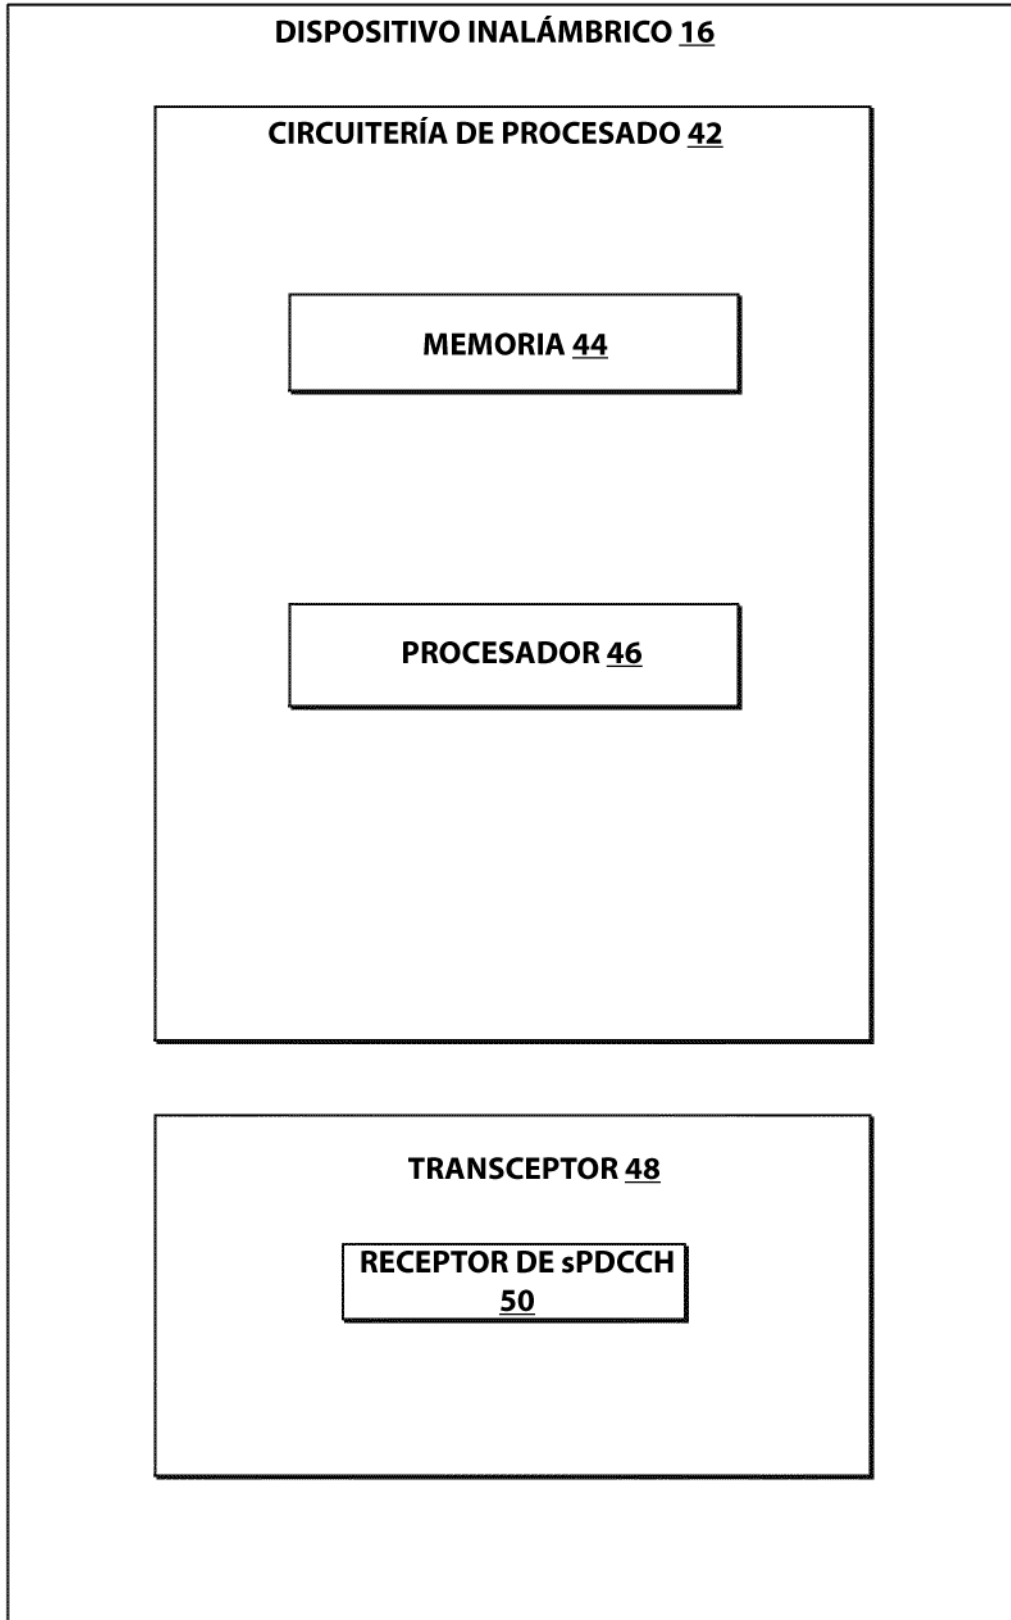 DISPOSITIVO INALÁMBRICO 16
CIRCUITERÍA DE PROCESADO 42
MEMORIA 44
PROCESADOR 46
TRANSCEPTOR 48
RECEPTOR DE sPDCCH
50